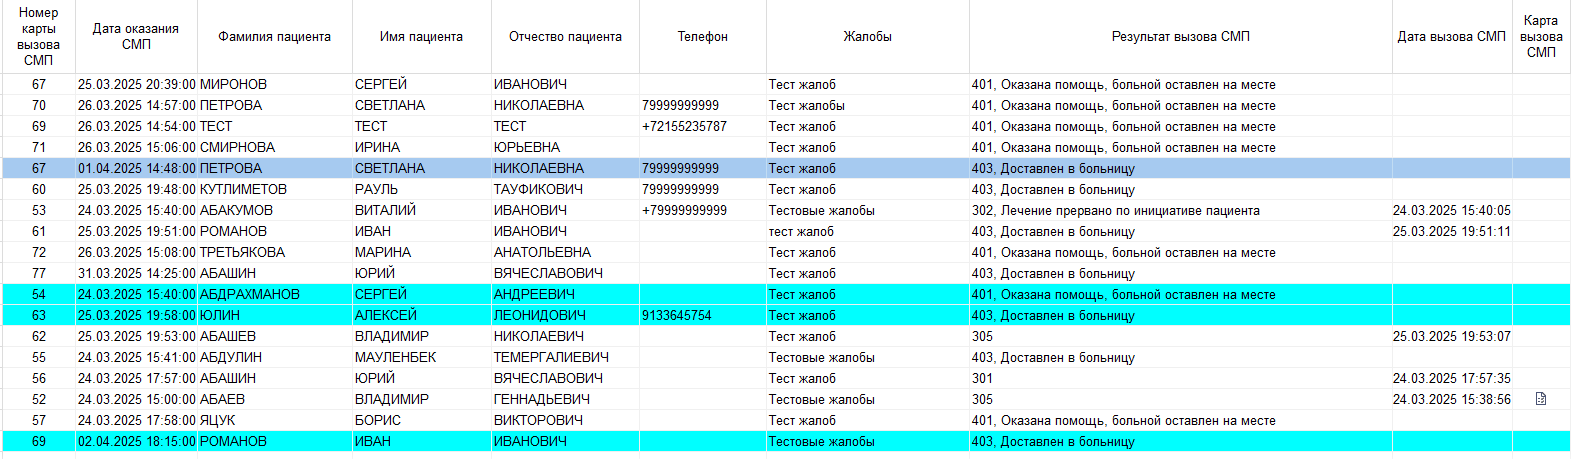 Номер карты вызова СМП Дата оказания СМП Фамилия пациента Имя пациента Отчество пациента Телефон Жалобы Результат вызова СМП Дата вызова СМП Карта вызова СМП
67 25.03.2025 20:39:00 МИРОНОВ СЕРГЕЙ ИВАНОВИЧ Тест жалоб 401, Оказана помощь, больной оставлен на месте
70 26.03.2025 14:57:00 ПЕТРОВА СВЕТЛАНА НИКОЛАЕВНА 79999999999 Тест жалобы 401, Оказана помощь, больной оставлен на месте
69 26.03.2025 14:54:00 ТЕСТ ТЕСТ ТЕСТ +72155235787 Тест жалоб 401, Оказана помощь, больной оставлен на месте
71 26.03.2025 15:06:00 СМИРНОВА ИРИНА ЮРЬЕВНА Тест жалоб 401, Оказана помощь, больной оставлен на месте
67 01.04.2025 14:48:00 ПЕТРОВА СВЕТЛАНА НИКОЛАЕВНА 79999999999 Тест жалоб 403, Доставлен в больницу
60 25.03.2025 19:48:00 КУТЛИМЕТОВ РАУЛЬ ТАУФИКОВИЧ 79999999999 Тест жалоб 403, Доставлен в больницу
53 24.03.2025 15:40:00 АБАКУМОВ ВИТАЛИЙ ИВАНОВИЧ +79999999999 Тестовые жалобы 302, Лечение прервано по инициативе пациента 24.03.2025 15:40:05
61 25.03.2025 19:51:00 РОМАНОВ ИВАН ИВАНОВИЧ тест жалоб 403, Доставлен в больницу 25.03.2025 19:51:11
72 26.03.2025 15:08:00 ТРЕТЬЯКОВА МАРИНА АНАТОЛЬЕВНА Тест жалоб 401, Оказана помощь, больной оставлен на месте
77 31.03.2025 14:25:00 АБАШИН ЮРИЙ ВЯЧЕСЛАВОВИЧ Тест жалоб 403, Доставлен в больницу
54 24.03.2025 15:40:00 АБДРАХМАНОВ СЕРГЕЙ АНДРЕЕВИЧ Тест жалоб 401, Оказана помощь, больной оставлен на месте
63 25.03.2025 19:58:00 ЮЛИН АЛЕКСЕЙ ЛЕОНИДОВИЧ 9133645754 Тест жалоб 403, Доставлен в больницу
62 25.03.2025 19:53:00 АБАШЕВ ВЛАДИМИР НИКОЛАЕВИЧ Тест жалоб 305 25.03.2025 19:53:07
55 24.03.2025 15:41:00 АБДУЛИН МАУЛЕНБЕК ТЕМЕРГАЛИЕВИЧ Тестовые жалобы 403, Доставлен в больницу
56 24.03.2025 17:57:00 АБАШИН ЮРИЙ ВЯЧЕСЛАВОВИЧ Тест жалоб 301 24.03.2025 17:57:35
52 24.03.2025 15:00:00 АБАЕВ ВЛАДИМИР ГЕННАДЬЕВИЧ Тестовые жалобы 305 24.03.2025 15:38:56
57 24.03.2025 17:58:00 ЯЦУК БОРИС ВИКТОРОВИЧ Тест жалоб 401, Оказана помощь, больной оставлен на месте
69 02.04.2025 18:15:00 РОМАНОВ ИВАН ИВАНОВИЧ Тестовые жалобы 403, Доставлен в больницу